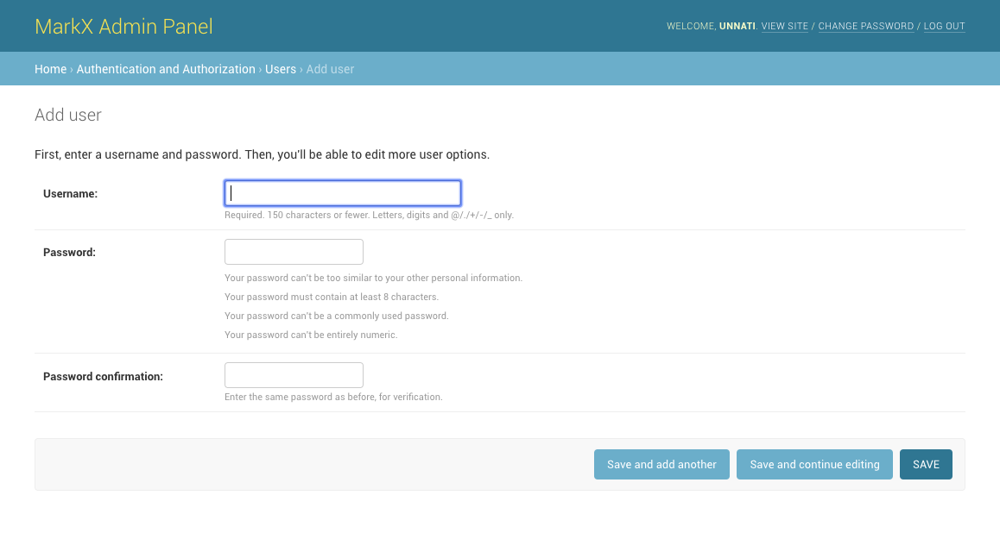 MarkX Admin Panel
WELCOME, UNNATI. VIEW SITE / CHANGE PASSWORD / LOG OUT
Home › Authentication and Authorization › Users › Add user
Add user
First, enter a username and password. Then, you'll be able to edit more user options.
Username:
Required. 150 characters or fewer. Letters, digits and @/./+/-/_ only.
Password:
Your password can't be too similar to your other personal information.
Your password must contain at least 8 characters.
Your password can't be a commonly used password.
Your password can't be entirely numeric.
Password confirmation:
Enter the same password as before, for verification.
Save and add another Save and continue editing SAVE